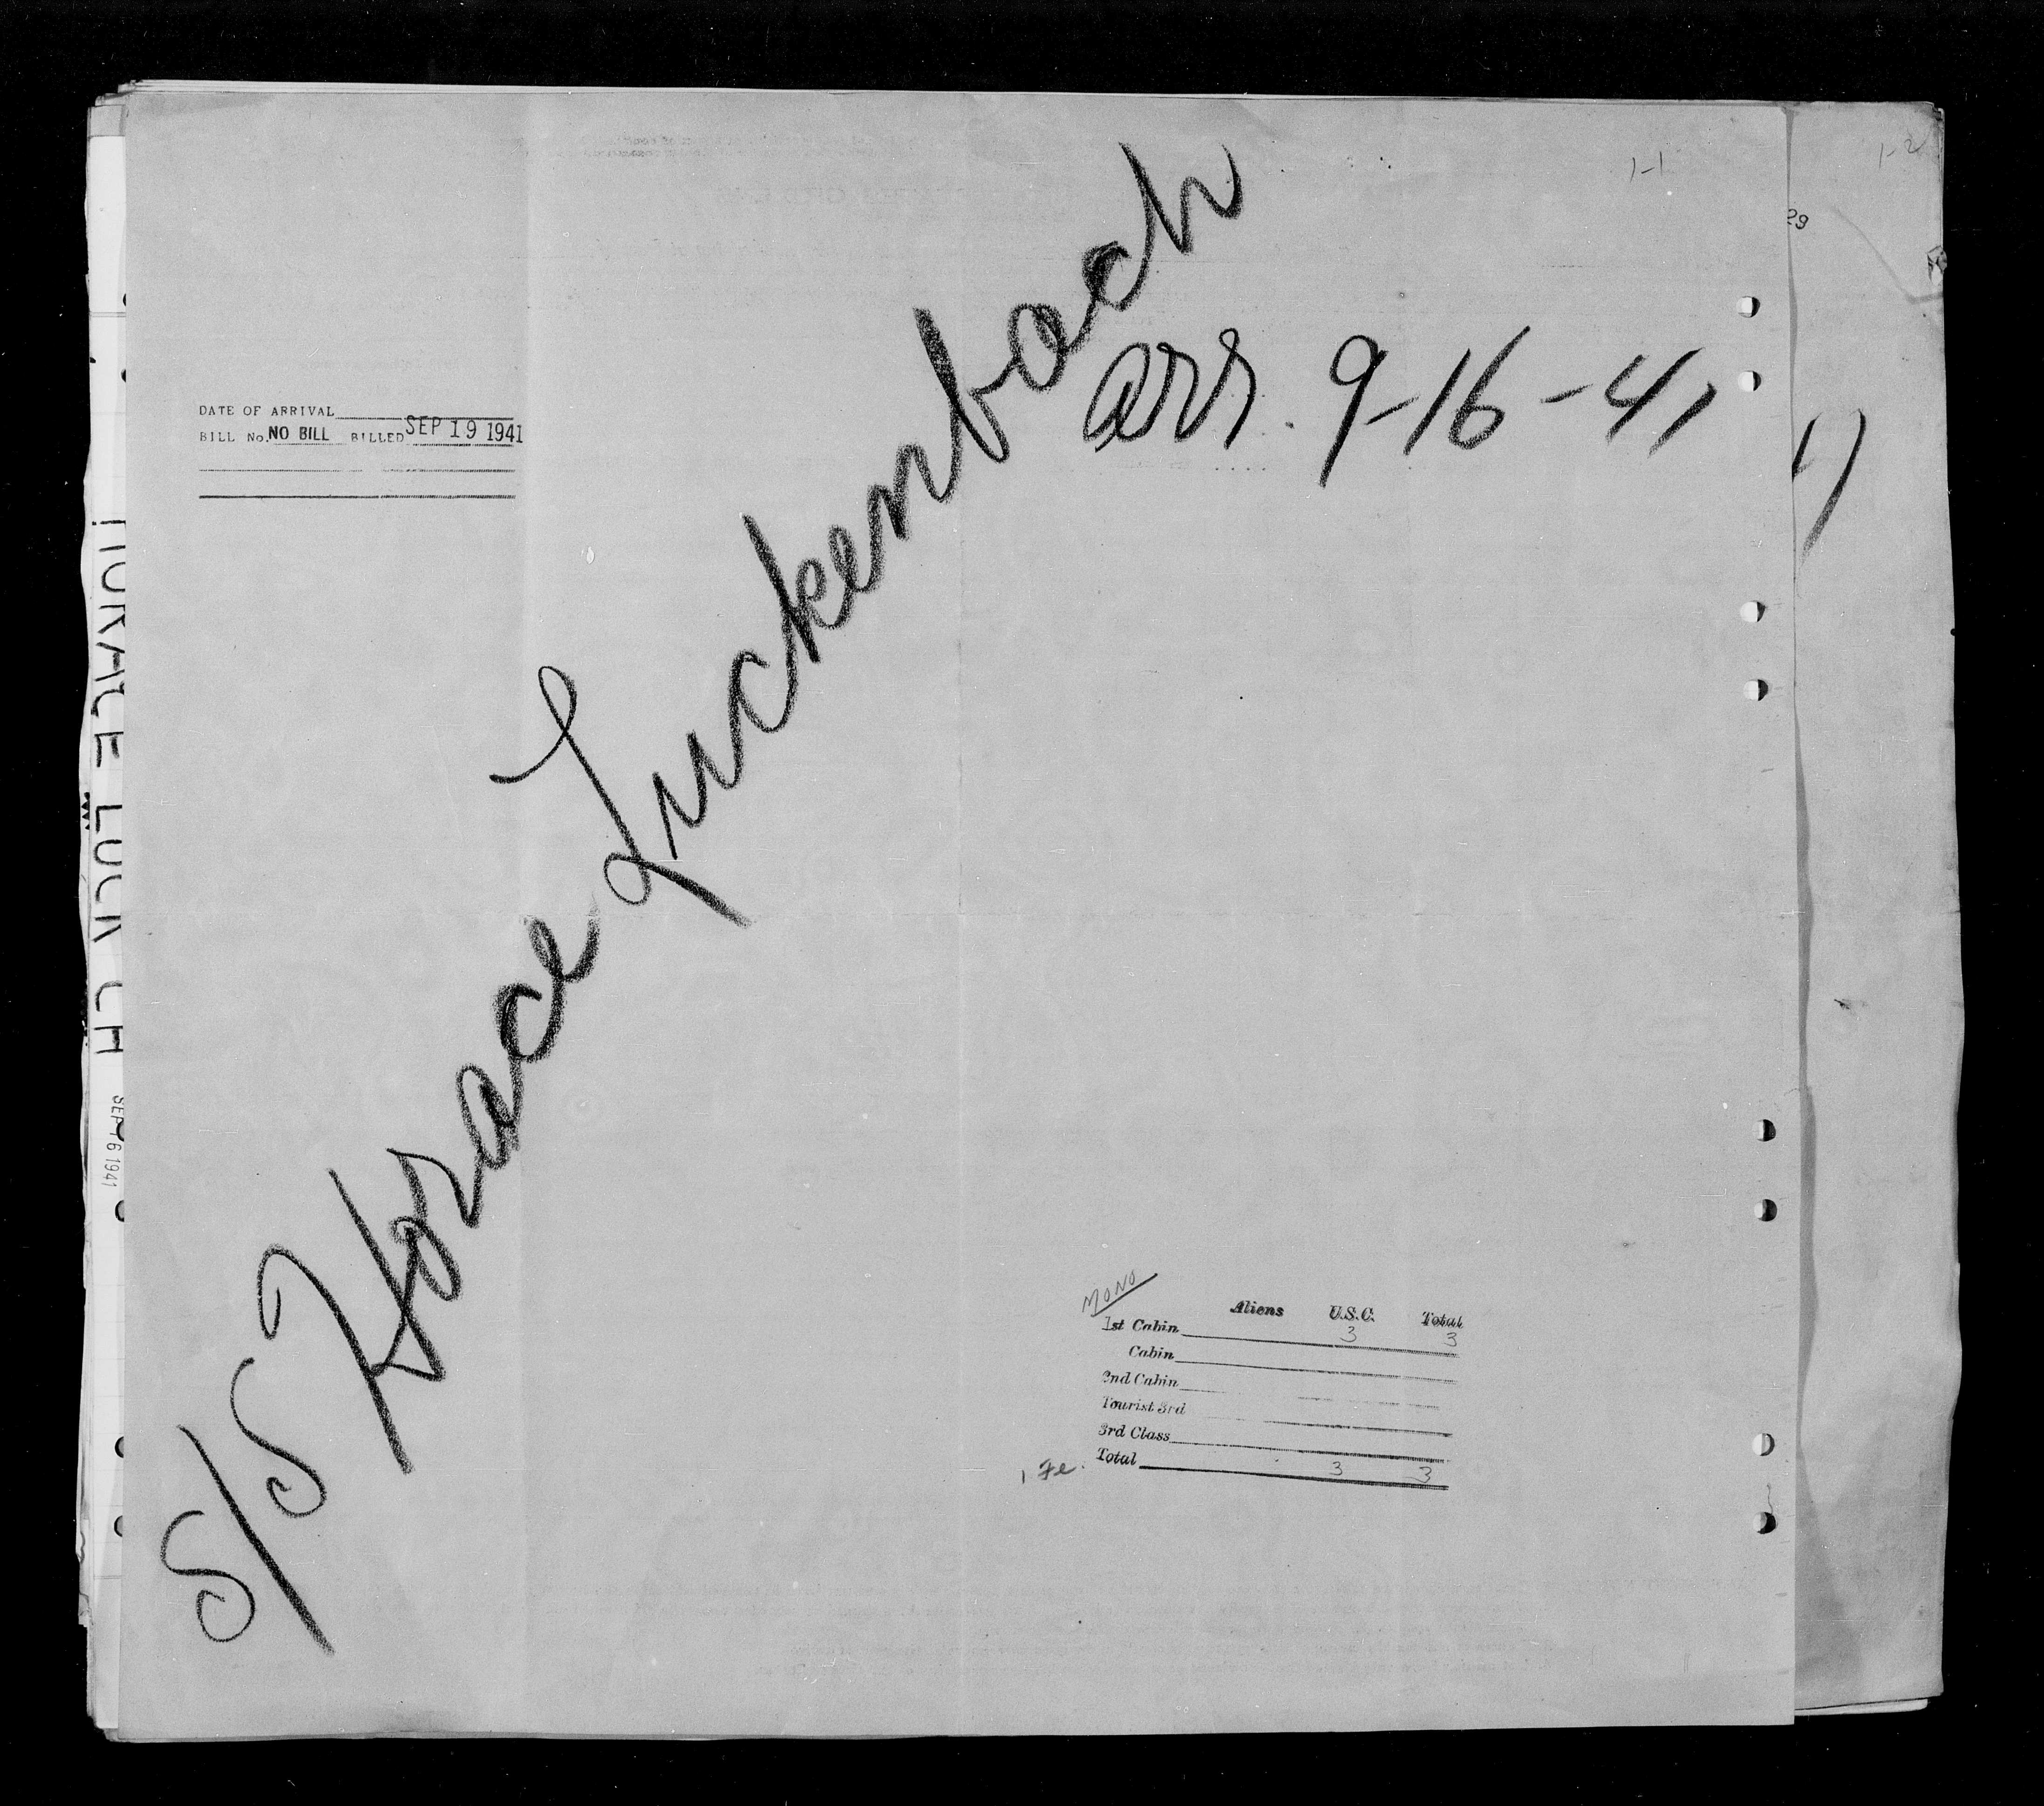 1-1
1-2
29
S/S Horace Luckenbach
arr. 9-16-41
DATE OF ARRIVAL
BILL No. NO BILL BILLED SEP 19 1941
SEP 16 1941
MONO
Aliens U.S.C. Total
1st Cabin 3 3
Cabin
2nd Cabin
Tourist 3rd
3rd Class
1 Fe. Total 3 3